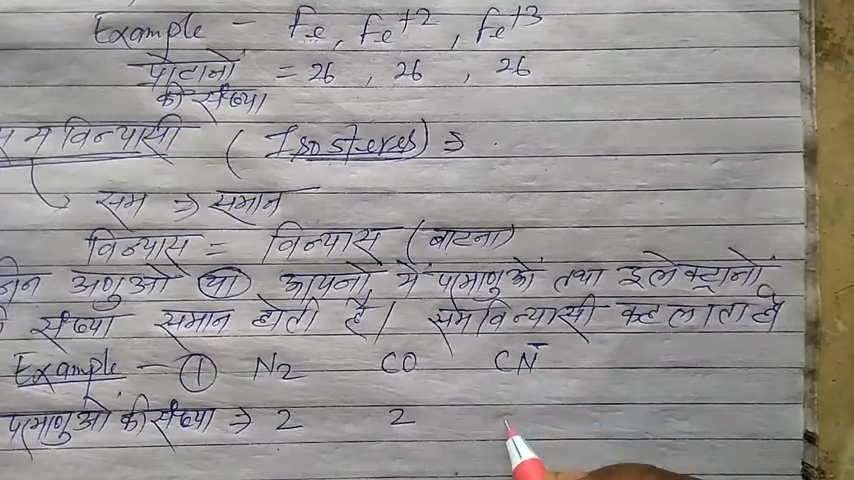 Example - Fe, Fe+2, Fe+3
प्रोटानों = 26, 26, 26
की संख्या
म विन्यासी (Isosteres) ⇒
सम ⇒ समान
विन्यास = विन्यास (बाटना)
जिन अणुओ या आयनो में परमाणुओं तथा इलेक्ट्रानों
संख्या समान होती है। समविन्यासी कहलाता है
Example - ① N2 CO CN-
परमाणुओं की संख्या ⇒ 2 2